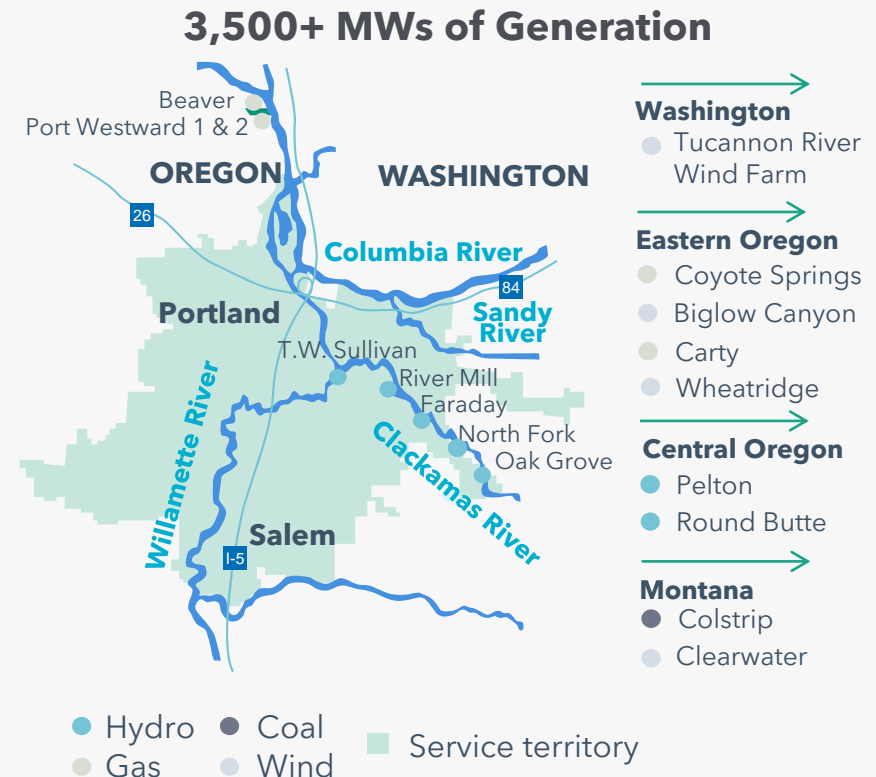 3,500+ MWs of Generation
Beaver
Port Westward 1 & 2
OREGON
WASHINGTON
26
Columbia River
84
Portland
Sandy
River
T.W. Sullivan
River Mill
Faraday
North Fork
Oak Grove
Willamette River
Clackamas River
Salem
I-5
Washington
Tucannon River
Wind Farm
Eastern Oregon
Coyote Springs
Biglow Canyon
Carty
Wheatridge
Central Oregon
Pelton
Round Butte
Montana
Colstrip
Clearwater
Hydro
Coal
Service territory
Gas
Wind